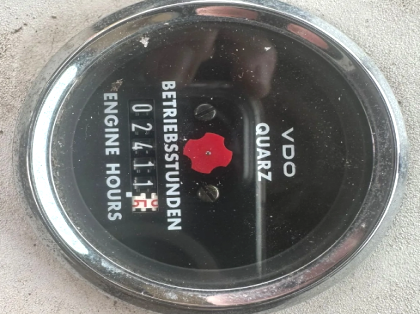 VDO
QUARZ
BETRIEBSSTUNDEN
02411
ENGINE HOURS